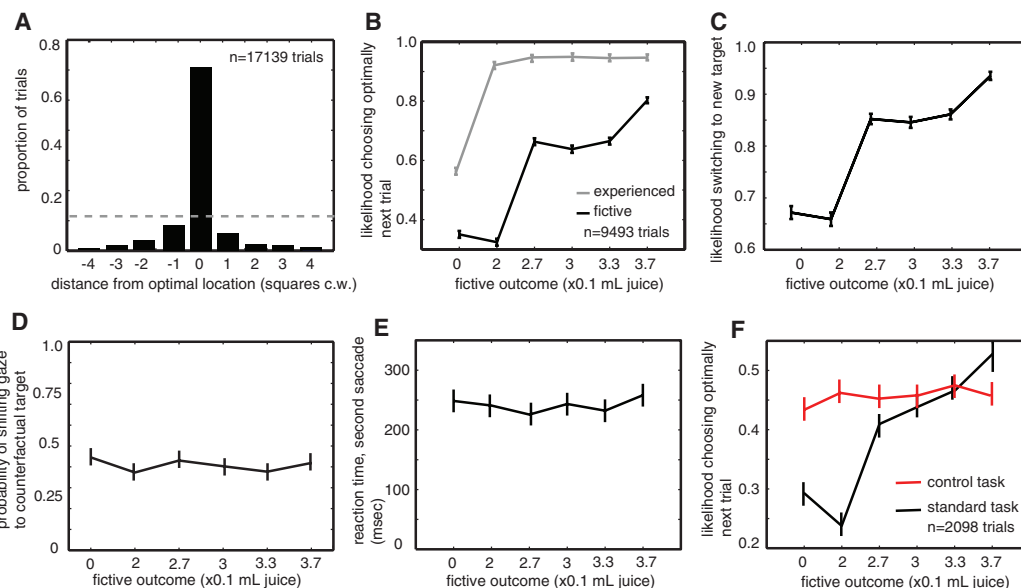 A
n=17139 trials
proportion of trials
0.8
0.6
0.4
0.2
0
-4 -3 -2 -1 0 1 2 3 4
distance from optimal location (squares c.w.)
B
likelihood choosing optimally
next trial
1.0
0.8
0.6
0.4
experienced
fictive
n=9493 trials
0 2 2.7 3 3.3 3.7
fictive outcome (x0.1 mL juice)
C
likelihood switching to new target
1.0
0.9
0.8
0.7
0.6
0 2 2.7 3 3.3 3.7
fictive outcome (x0.1 mL juice)
D
probability of shifting gaze
to counterfactual target
1.0
0.75
0.5
0.25
0
0 2 2.7 3 3.3 3.7
fictive outcome (x0.1 mL juice)
E
reaction time, second saccade
(msec)
300
200
100
0
0 2 2.7 3 3.3 3.7
fictive outcome (x0.1 mL juice)
F
likelihood choosing optimally
next trial
0.5
0.4
0.3
0.2
control task
standard task
n=2098 trials
0 2 2.7 3 3.3 3.7
fictive outcome (x0.1 mL juice)